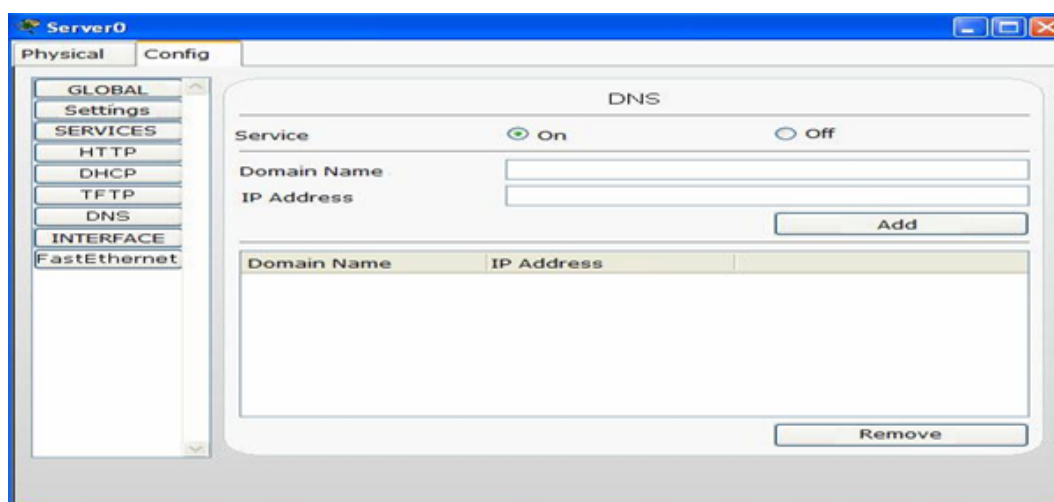 Server0
Physical Config
GLOBAL
Settings
SERVICES
HTTP
DHCP
TFTP
DNS
INTERFACE
FastEthernet
DNS
Service On Off
Domain Name
IP Address
Add
Domain Name IP Address
Remove